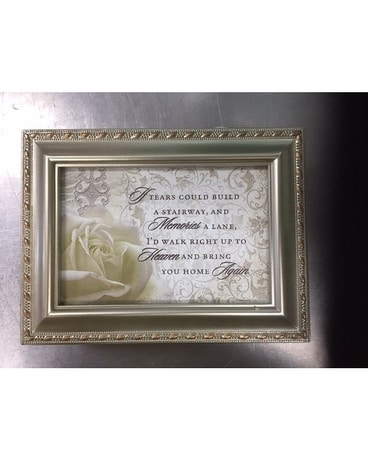 If tears could build
a stairway, and
Memories a lane,
I'd walk right up to
Heaven and bring
you home Again.